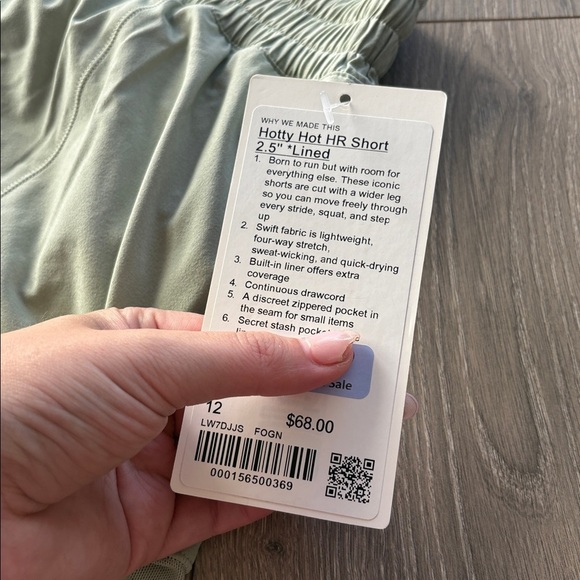 WHY WE MADE THIS
Hotty Hot HR Short
2.5" *Lined
1. Born to run but with room for
everything else. These iconic
shorts are cut with a wider leg
so you can move freely through
every stride, squat, and step
up
2. Swift fabric is lightweight,
four-way stretch,
sweat-wicking, and quick-drying
3. Built-in liner offers extra
coverage
4. Continuous drawcord
5. A discreet zippered pocket in
the seam for small items
6. Secret stash pocket
Sale
12
$68.00
LW7DJJS FOGN
000156500369